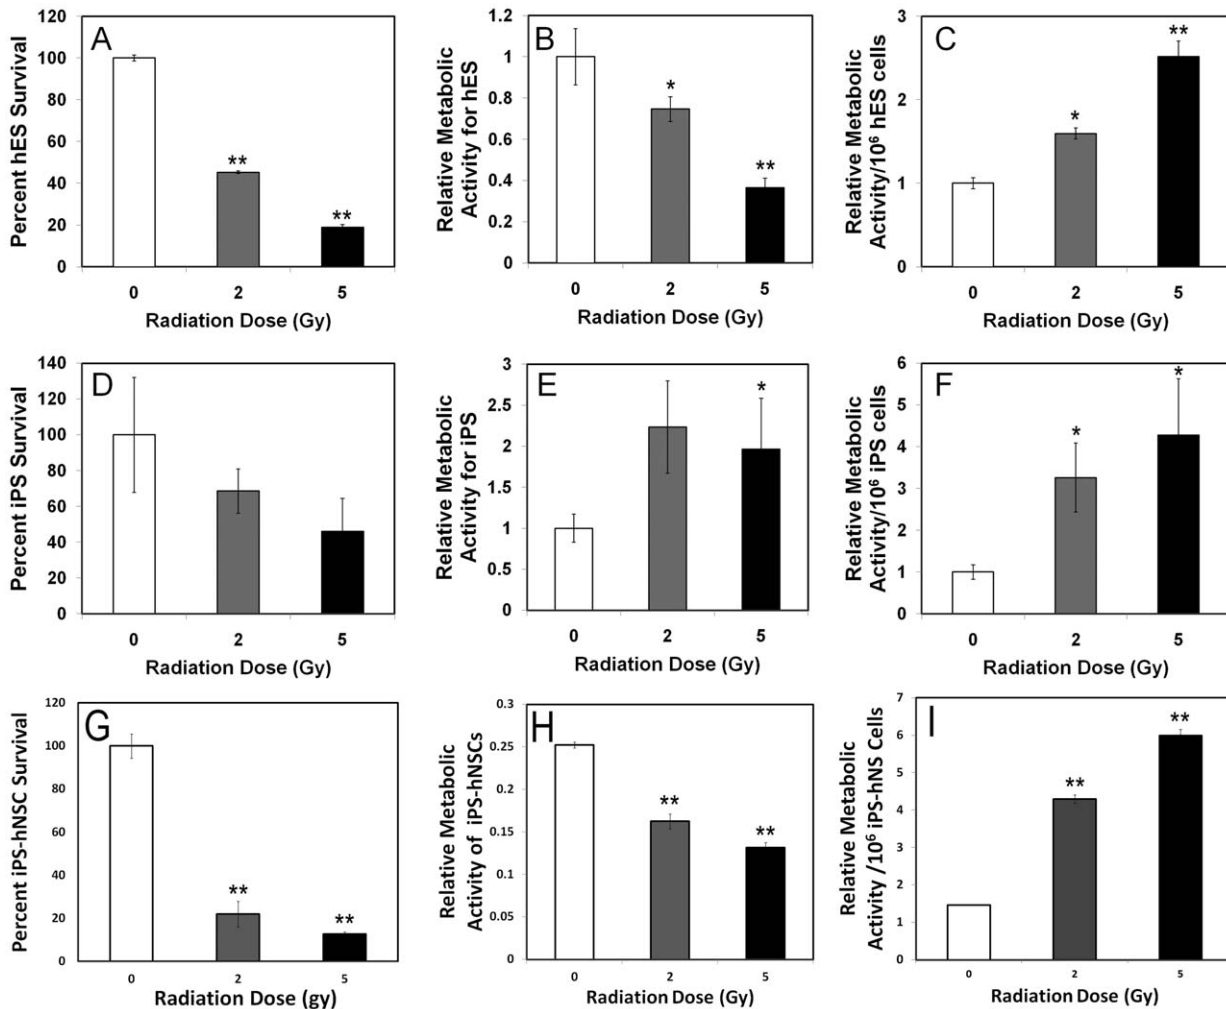 A
Percent hES Survival
120
100
80
60
40
20
0
**
**
0 2 5
Radiation Dose (Gy)
B
Relative Metabolic
Activity for hES
1.2
1
0.8
0.6
0.4
0.2
0
*
**
0 2 5
Radiation Dose (Gy)
C
Relative Metabolic
Activity/10⁶ hES cells
3
2
1
0
*
**
0 2 5
Radiation Dose (Gy)
D
Percent iPS Survival
140
120
100
80
60
40
20
0
0 2 5
Radiation Dose (Gy)
E
Relative Metabolic
Activity for iPS
3
2.5
2
1.5
1
0.5
0
*
0 2 5
Radiation Dose (Gy)
F
Relative Metabolic
Activity/10⁶ iPS cells
6
5
4
3
2
1
0
*
*
0 2 5
Radiation Dose (Gy)
G
Percent iPS-hNSC Survival
120
100
80
60
40
20
0
**
**
0 2 5
Radiation Dose (gy)
H
Relative Metabolic
Activity of iPS-hNSCs
0.3
0.25
0.2
0.15
0.1
0.05
0
**
**
0 2 5
Radiation Dose (Gy)
I
Relative Metabolic
Activity /10⁶ iPS-hNS Cells
7
6
5
4
3
2
1
0
**
**
0 2 5
Radiation Dose (Gy)